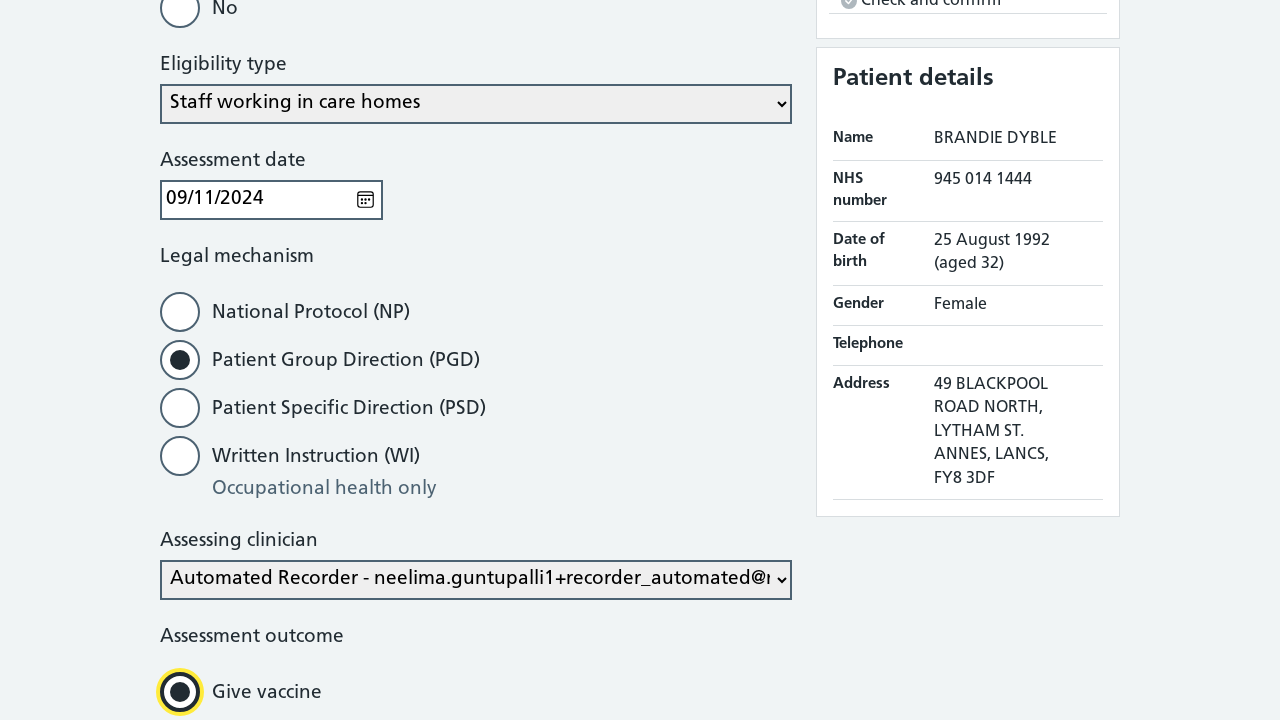 No
Eligibility type
Staff working in care homes
Assessment date
09/11/2024
Legal mechanism
National Protocol (NP)
Patient Group Direction (PGD)
Patient Specific Direction (PSD)
Written Instruction (WI)
Occupational health only
Assessing clinician
Automated Recorder - neelima.guntupalli1+recorder_automated@
Assessment outcome
Give vaccine
Check and confirm
Patient details
Name BRANDIE DYBLE
NHS number 945 014 1444
Date of birth 25 August 1992
(aged 32)
Gender Female
Telephone
Address 49 BLACKPOOL
ROAD NORTH,
LYTHAM ST.
ANNES, LANCS,
FY8 3DF